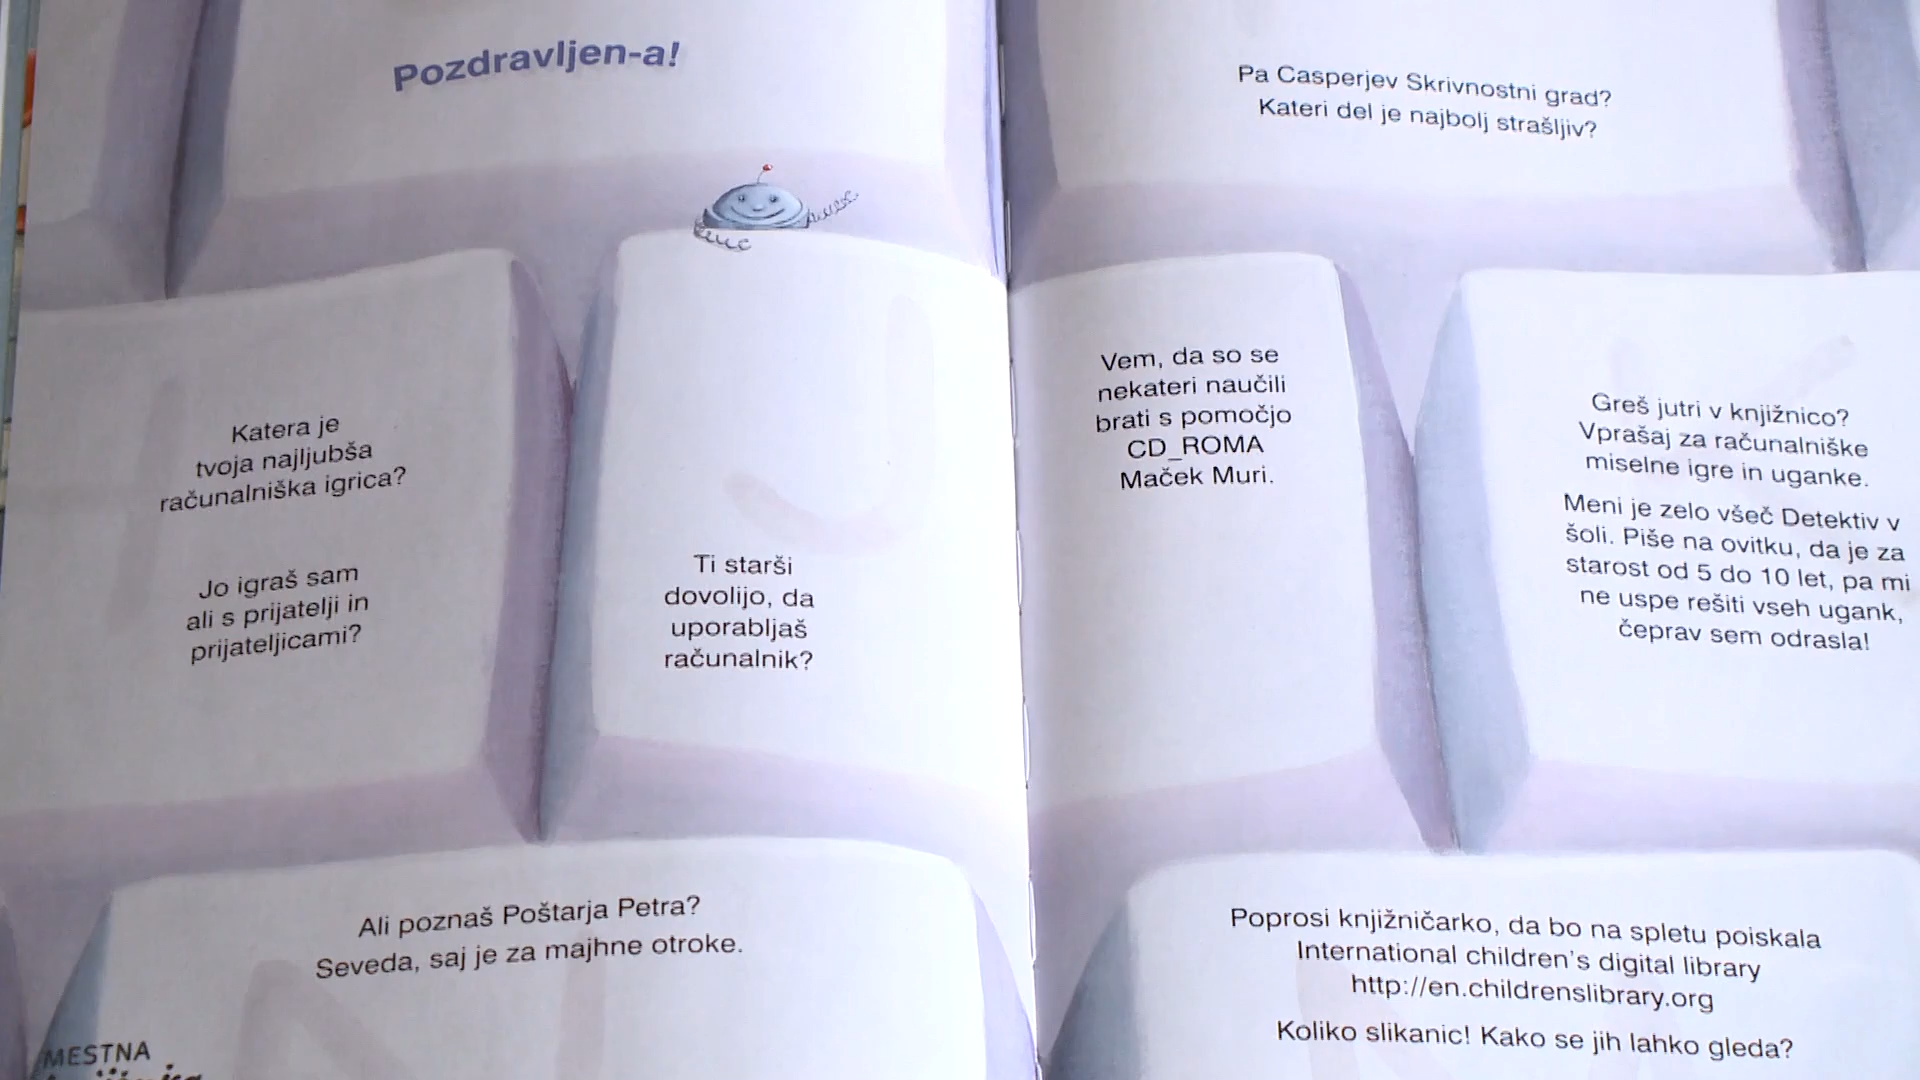 Pozdravljen-a!
Katera je
tvoja najljubša
računalniška igrica?
Jo igraš sam
ali s prijatelji in
prijateljicami?
Ti starši
dovolijo, da
uporabljaš
računalnik?
Ali poznaš Poštarja Petra?
Seveda, saj je za majhne otroke.
MESTNA
Pa Casperjev Skrivnostni grad?
Kateri del je najbolj strašljiv?
Vem, da so se
nekateri naučili
brati s pomočjo
CD_ROMA
Maček Muri.
Greš jutri v knjižnico?
Vprašaj za računalniške
miselne igre in uganke.
Meni je zelo všeč Detektiv v
šoli. Piše na ovitku, da je za
starost od 5 do 10 let, pa mi
ne uspe rešiti vseh ugank,
čeprav sem odrasla!
Poprosi knjižničarko, da bo na spletu poiskala
International children's digital library
http://en.childrenslibrary.org
Koliko slikanic! Kako se jih lahko gleda?